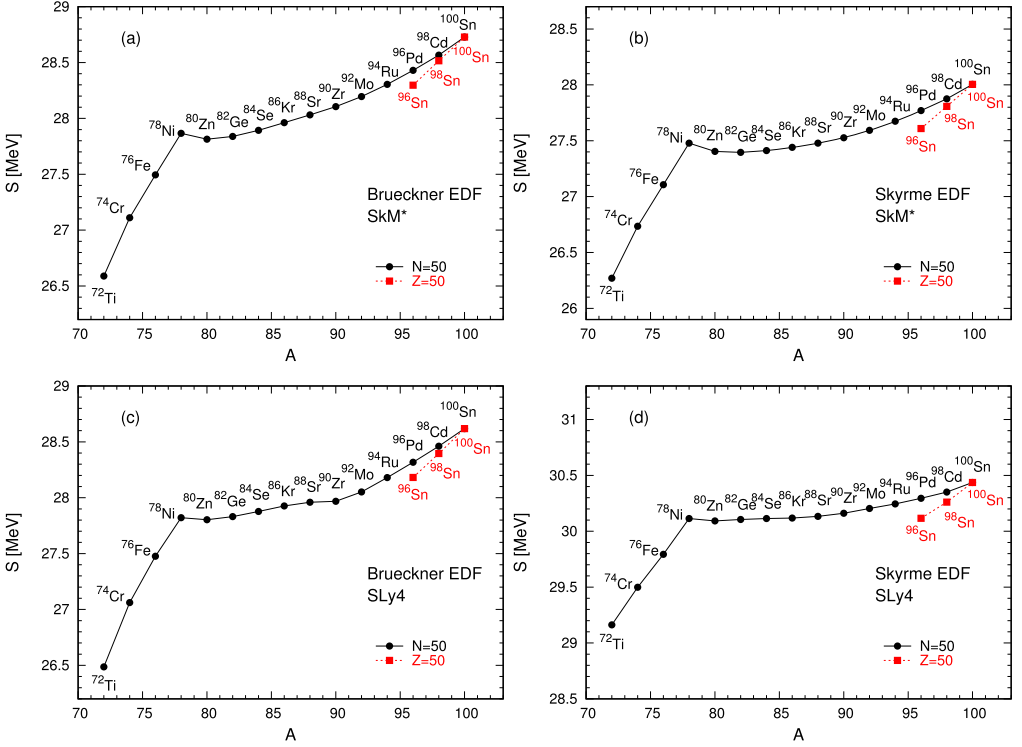 (a)
S [MeV]
29
28.5
28
27.5
27
26.5
⁷²Ti
⁷⁴Cr
⁷⁶Fe
⁷⁸Ni
⁸⁰Zn
⁸²Ge
⁸⁴Se
⁸⁶Kr
⁸⁸Sr
⁹⁰Zr
⁹²Mo
⁹⁴Ru
⁹⁶Pd
⁹⁸Cd
¹⁰⁰Sn
⁹⁶Sn
⁹⁸Sn
¹⁰⁰Sn
Brueckner EDF
SkM*
N=50
Z=50
70 75 80 85 90 95 100
A
(b)
S [MeV]
28.5
28
27.5
27
26.5
26
⁷²Ti
⁷⁴Cr
⁷⁶Fe
⁷⁸Ni
⁸⁰Zn
⁸²Ge
⁸⁴Se
⁸⁶Kr
⁸⁸Sr
⁹⁰Zr
⁹²Mo
⁹⁴Ru
⁹⁶Pd
⁹⁸Cd
¹⁰⁰Sn
⁹⁶Sn
⁹⁸Sn
¹⁰⁰Sn
Skyrme EDF
SkM*
N=50
Z=50
70 75 80 85 90 95 100
A
(c)
S [MeV]
29
28.5
28
27.5
27
26.5
⁷²Ti
⁷⁴Cr
⁷⁶Fe
⁷⁸Ni
⁸⁰Zn
⁸²Ge
⁸⁴Se
⁸⁶Kr
⁸⁸Sr
⁹⁰Zr
⁹²Mo
⁹⁴Ru
⁹⁶Pd
⁹⁸Cd
¹⁰⁰Sn
⁹⁶Sn
⁹⁸Sn
¹⁰⁰Sn
Brueckner EDF
SLy4
N=50
Z=50
70 75 80 85 90 95 100
A
(d)
S [MeV]
31
30.5
30
29.5
29
28.5
⁷²Ti
⁷⁴Cr
⁷⁶Fe
⁷⁸Ni
⁸⁰Zn
⁸²Ge
⁸⁴Se
⁸⁶Kr
⁸⁸Sr
⁹⁰Zr
⁹²Mo
⁹⁴Ru
⁹⁶Pd
⁹⁸Cd
¹⁰⁰Sn
⁹⁶Sn
⁹⁸Sn
¹⁰⁰Sn
Skyrme EDF
SLy4
N=50
Z=50
70 75 80 85 90 95 100
A